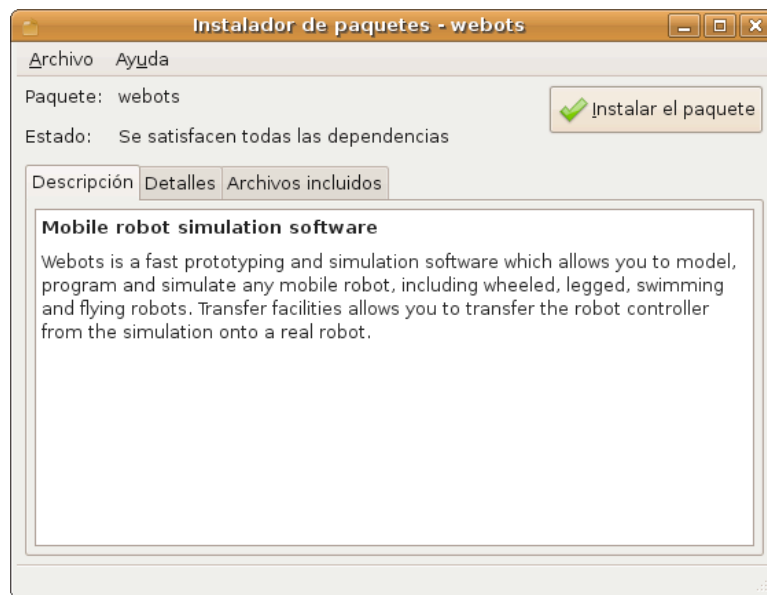 Instalador de paquetes - webots
Archivo Ayuda
Paquete: webots
Instalar el paquete
Estado: Se satisfacen todas las dependencias
Descripción Detalles Archivos incluidos
Mobile robot simulation software
Webots is a fast prototyping and simulation software which allows you to model,
program and simulate any mobile robot, including wheeled, legged, swimming
and flying robots. Transfer facilities allows you to transfer the robot controller
from the simulation onto a real robot.